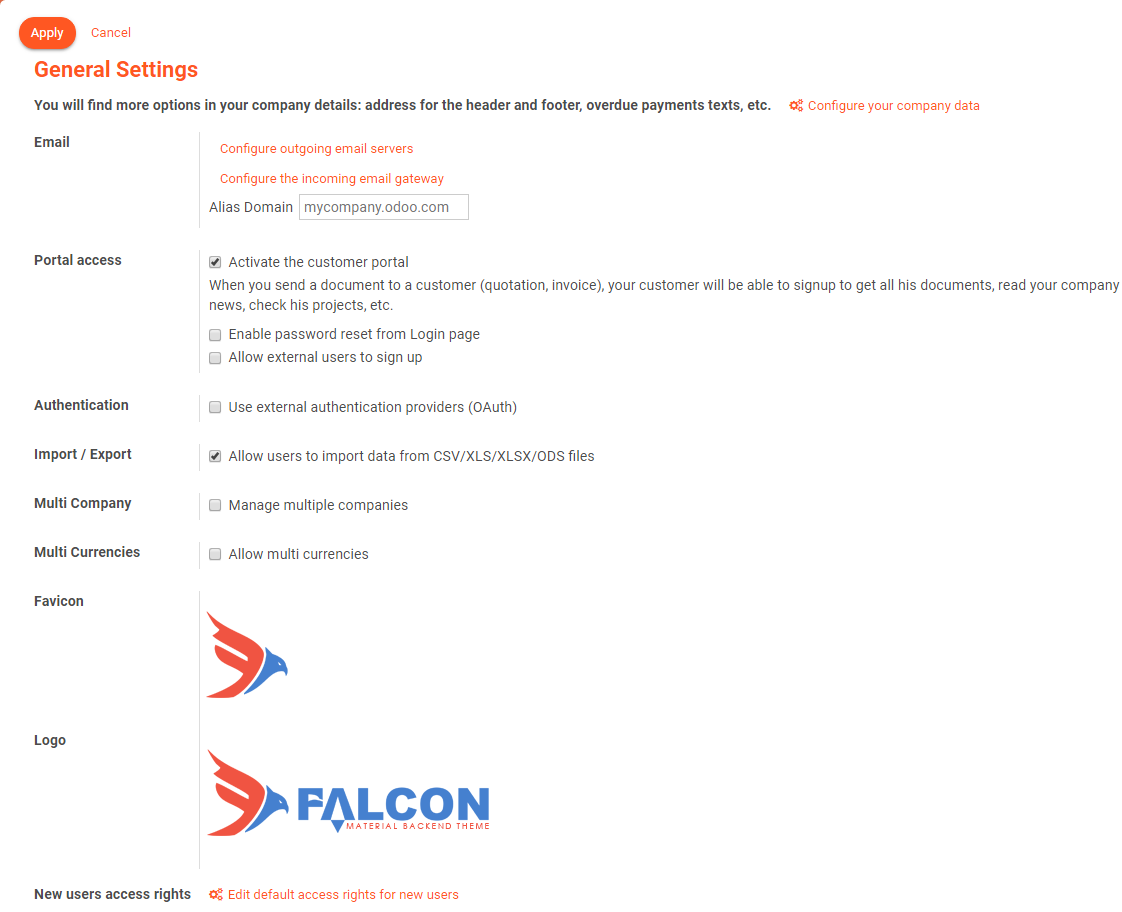 Apply Cancel
General Settings
You will find more options in your company details: address for the header and footer, overdue payments texts, etc. Configure your company data
Email
Configure outgoing email servers
Configure the incoming email gateway
Alias Domain mycompany.odoo.com
Portal access
Activate the customer portal
When you send a document to a customer (quotation, invoice), your customer will be able to signup to get all his documents, read your company
news, check his projects, etc.
Enable password reset from Login page
Allow external users to sign up
Authentication
Use external authentication providers (OAuth)
Import / Export
Allow users to import data from CSV/XLS/XLSX/ODS files
Multi Company
Manage multiple companies
Multi Currencies
Allow multi currencies
Favicon
Logo
FALCON
MATERIAL BACKEND THEME
New users access rights Edit default access rights for new users